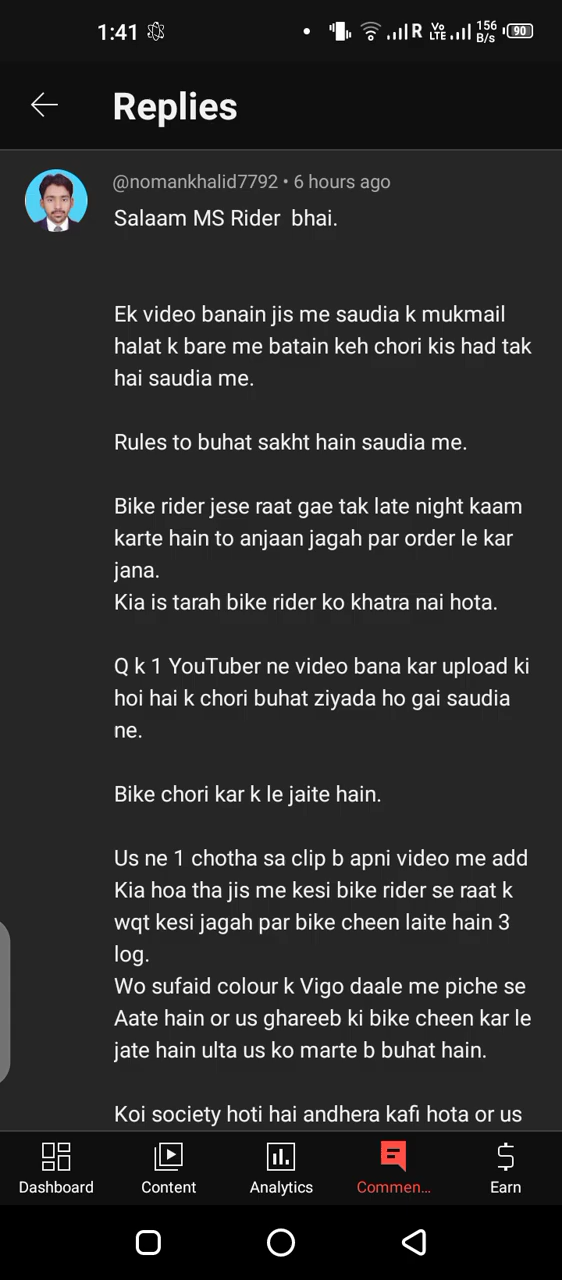 1:41
R
Vo
LTE
156
B/s
90
Replies
@nomankhalid7792 • 6 hours ago
Salaam MS Rider  bhai.
Ek video banain jis me saudia k mukmail
halat k bare me batain keh chori kis had tak
hai saudia me.
Rules to buhat sakht hain saudia me.
Bike rider jese raat gae tak late night kaam
karte hain to anjaan jagah par order le kar
jana.
Kia is tarah bike rider ko khatra nai hota.
Q k 1 YouTuber ne video bana kar upload ki
hoi hai k chori buhat ziyada ho gai saudia
ne.
Bike chori kar k le jaite hain.
Us ne 1 chotha sa clip b apni video me add
Kia hoa tha jis me kesi bike rider se raat k
wqt kesi jagah par bike cheen laite hain 3
log.
Wo sufaid colour k Vigo daale me piche se
Aate hain or us ghareeb ki bike cheen kar le
jate hain ulta us ko marte b buhat hain.
Koi society hoti hai andhera kafi hota or us
Dashboard
Content
Analytics
Commen...
Earn